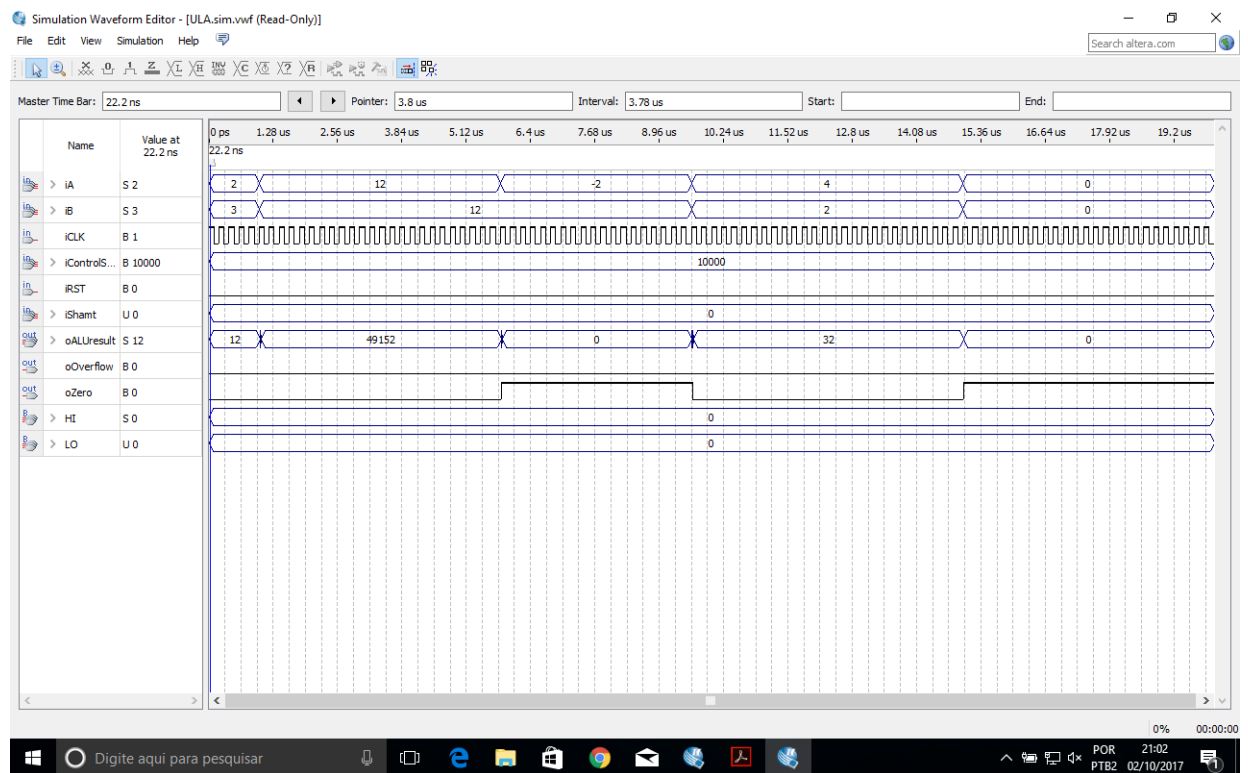 Simulation Waveform Editor - [ULA.sim.vwf (Read-Only)]
File Edit View Simulation Help
Search altera.com
Master Time Bar: 22.2 ns Pointer: 3.8 us Interval: 3.78 us Start: End:
Name Value at 22.2 ns
0 ps 1.28 us 2.56 us 3.84 us 5.12 us 6.4 us 7.68 us 8.96 us 10.24 us 11.52 us 12.8 us 14.08 us 15.36 us 16.64 us 17.92 us 19.2 us
22.2 ns
iA S 2 2 12 -2 4 0
iB S 3 3 12 2 0
iCLK B 1
iControlS... B 10000 10000
iRST B 0
iShamt U 0 0
oALUresult S 12 12 49152 0 32 0
oOverflow B 0
oZero B 0
HI S 0 0
LO U 0 0
0% 00:00:00
Digite aqui para pesquisar
POR 21:02
PTB2 02/10/2017